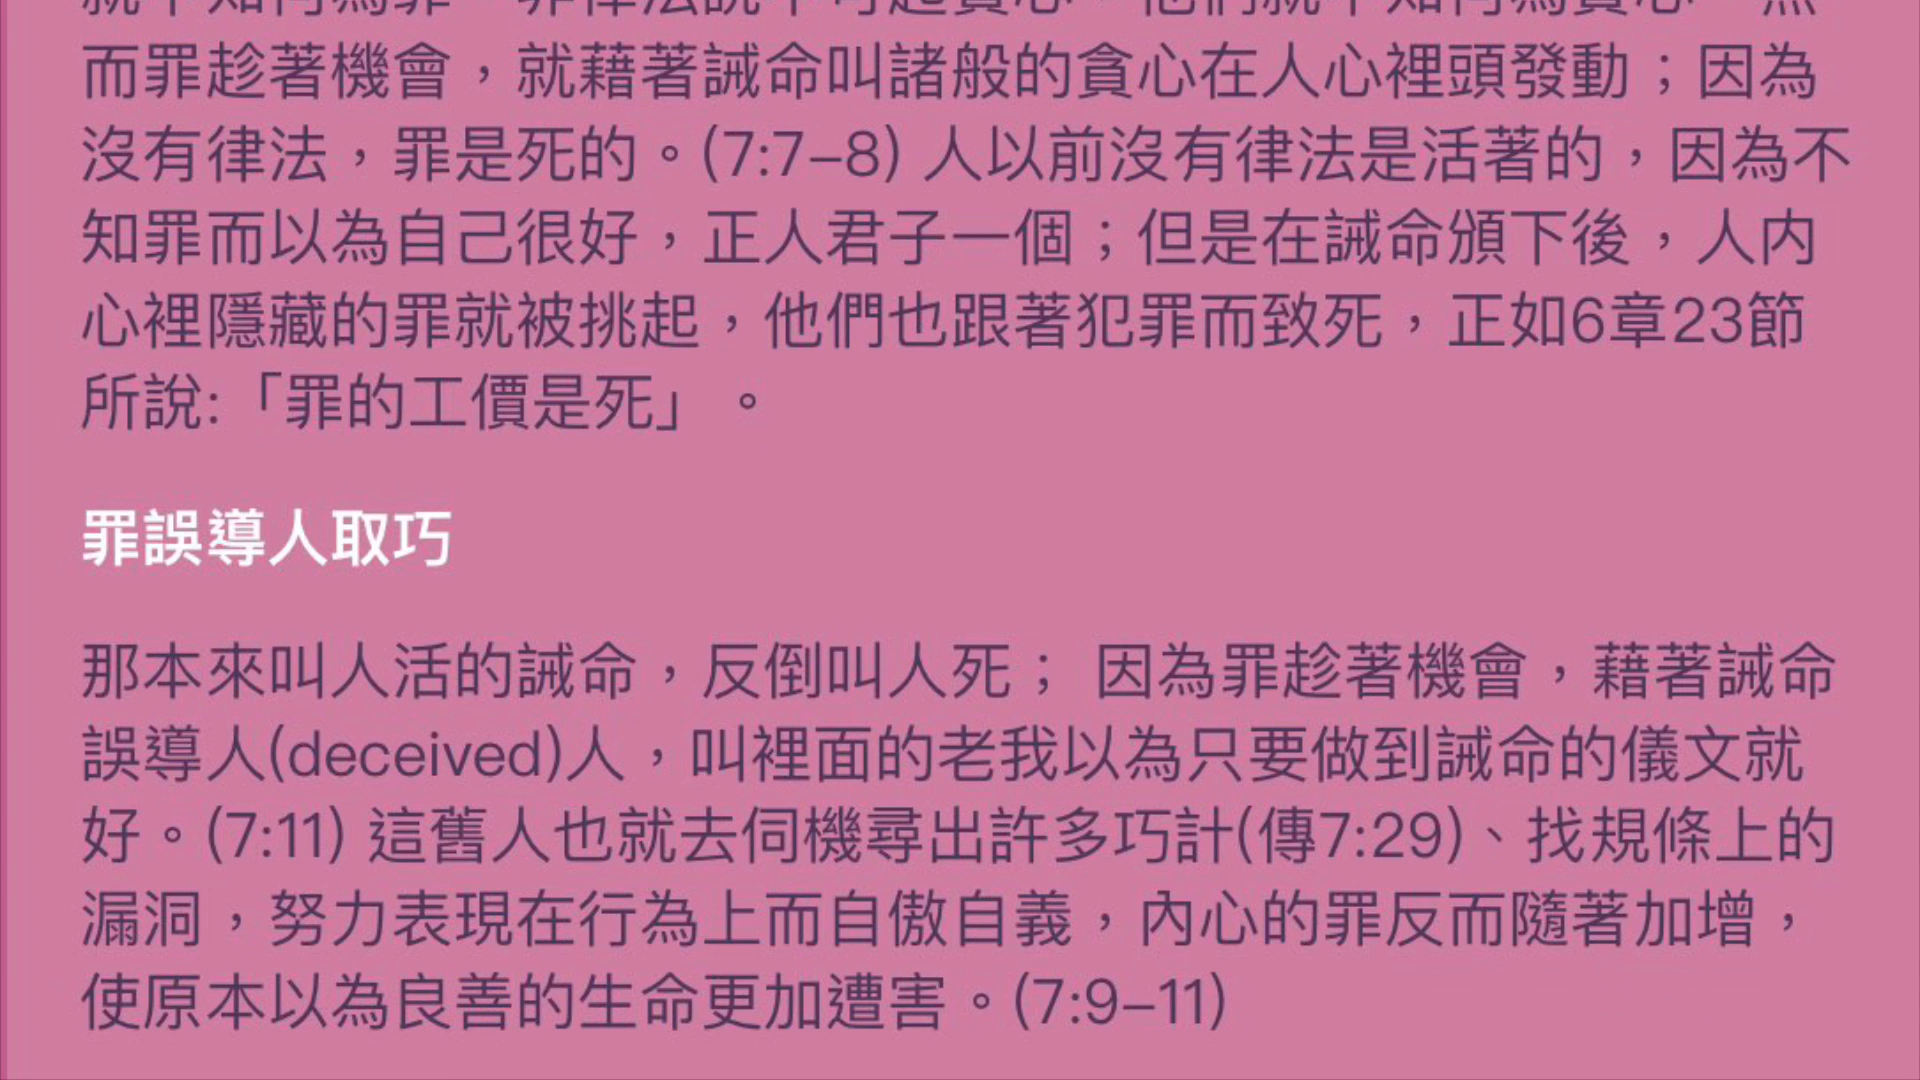 而罪趁著機會，就藉著誡命叫諸般的貪心在人心裡頭發動；因為
沒有律法，罪是死的。(7:7–8) 人以前沒有律法是活著的，因為不
知罪而以為自己很好，正人君子一個；但是在誡命頒下後，人内
心裡隱藏的罪就被挑起，他們也跟著犯罪而致死，正如6章23節
所說:「罪的工價是死」。
罪誤導人取巧
那本來叫人活的誡命，反倒叫人死； 因為罪趁著機會，藉著誡命
誤導人(deceived)人，叫裡面的老我以為只要做到誡命的儀文就
好。(7:11) 這舊人也就去伺機尋出許多巧計(傳7:29)、找規條上的
漏洞，努力表現在行為上而自傲自義，內心的罪反而隨著加增，
使原本以為良善的生命更加遭害。(7:9–11)